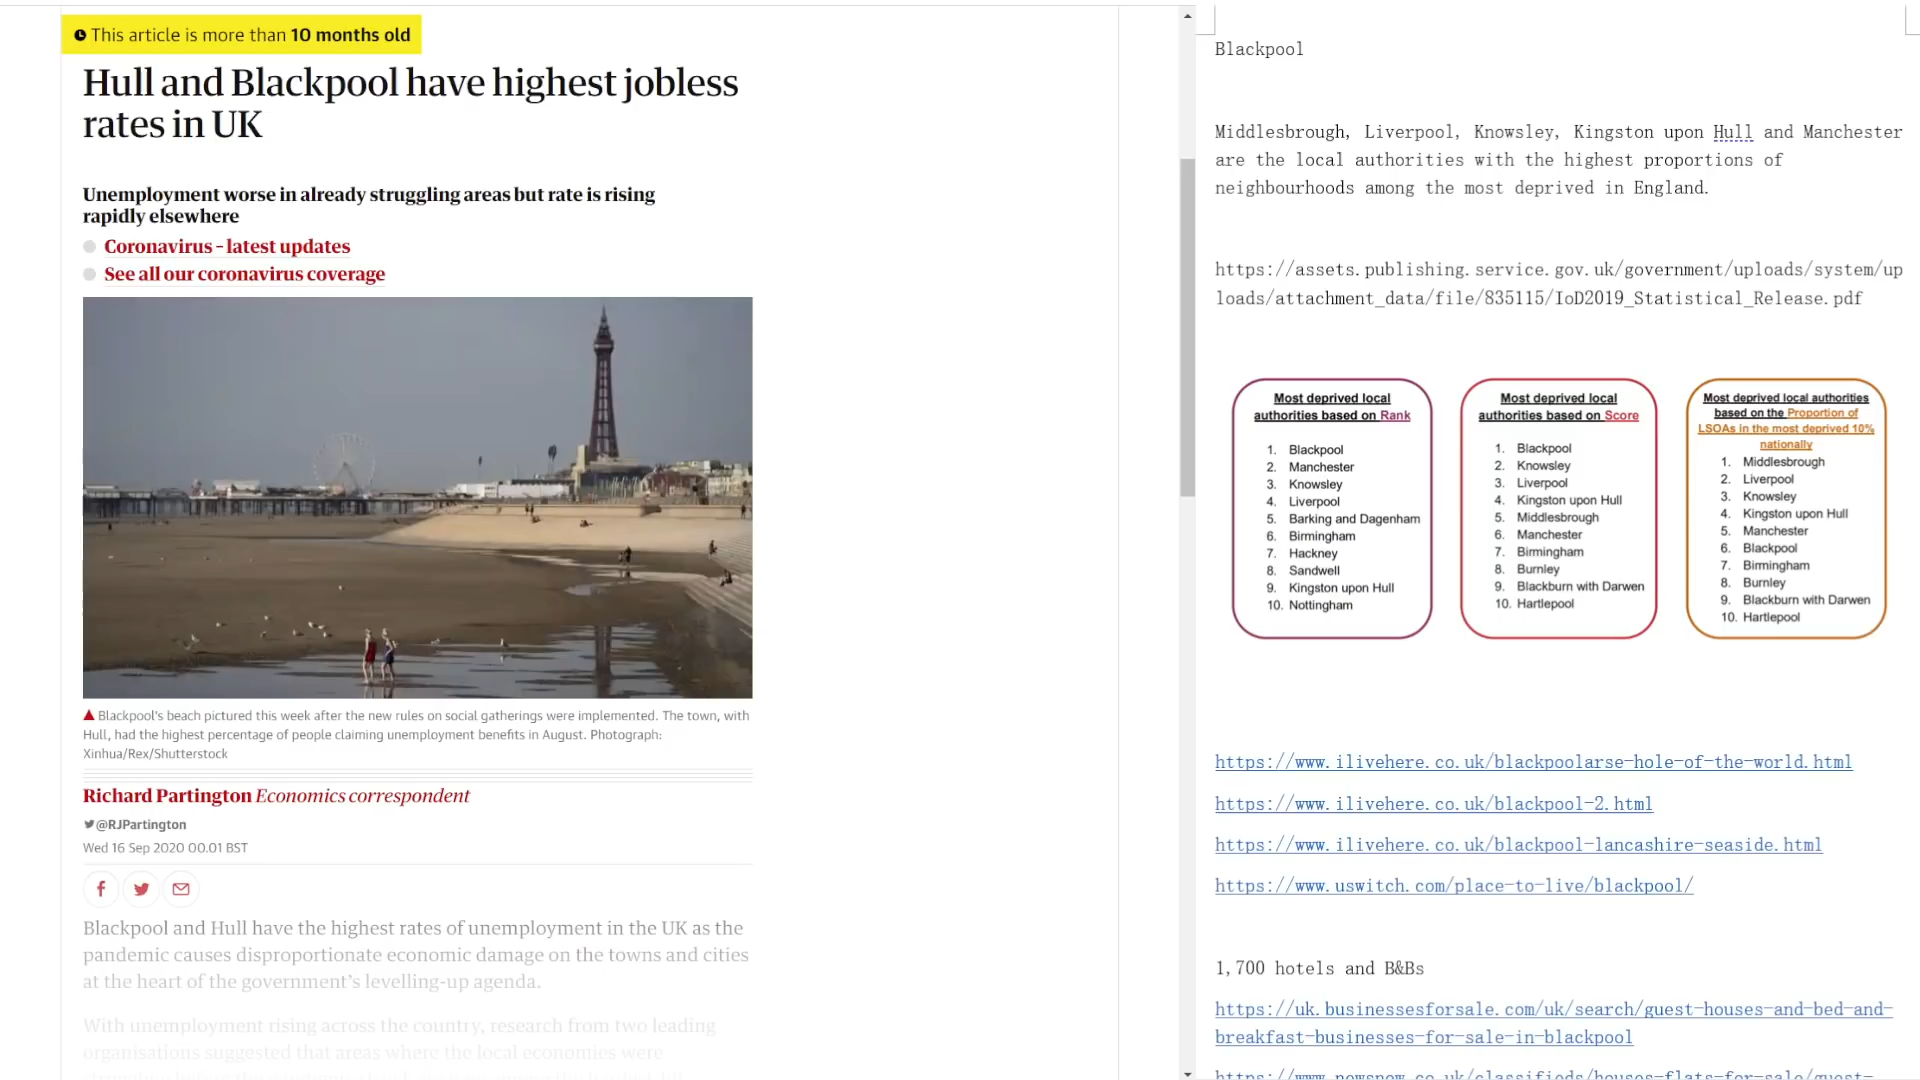 This article is more than 10 months old
Hull and Blackpool have highest jobless
rates in UK
Unemployment worse in already struggling areas but rate is rising
rapidly elsewhere
Coronavirus – latest updates
See all our coronavirus coverage
Blackpool's beach pictured this week after the new rules on social gatherings were implemented. The town, with
Hull, had the highest percentage of people claiming unemployment benefits in August. Photograph:
Xinhua/Rex/Shutterstock
Richard Partington Economics correspondent
@RJPartington
Wed 16 Sep 2020 00.01 BST
Blackpool and Hull have the highest rates of unemployment in the UK as the
pandemic causes disproportionate economic damage on the towns and cities
at the heart of the government's levelling-up agenda.
With unemployment rising across the country, research from two leading
organisations suggested that areas where the local economies were
Blackpool
Middlesbrough, Liverpool, Knowsley, Kingston upon Hull and Manchester
are the local authorities with the highest proportions of
neighbourhoods among the most deprived in England.
https://assets.publishing.service.gov.uk/government/uploads/system/up
loads/attachment_data/file/835115/IoD2019_Statistical_Release.pdf
Most deprived local
authorities based on Rank
1. Blackpool
2. Manchester
3. Knowsley
4. Liverpool
5. Barking and Dagenham
6. Birmingham
7. Hackney
8. Sandwell
9. Kingston upon Hull
10. Nottingham
Most deprived local
authorities based on Score
1. Blackpool
2. Knowsley
3. Liverpool
4. Kingston upon Hull
5. Middlesbrough
6. Manchester
7. Birmingham
8. Burnley
9. Blackburn with Darwen
10. Hartlepool
Most deprived local authorities
based on the Proportion of
LSOAs in the most deprived 10%
nationally
1. Middlesbrough
2. Liverpool
3. Knowsley
4. Kingston upon Hull
5. Manchester
6. Blackpool
7. Birmingham
8. Burnley
9. Blackburn with Darwen
10. Hartlepool
https://www.ilivehere.co.uk/blackpoolarse-hole-of-the-world.html
https://www.ilivehere.co.uk/blackpool-2.html
https://www.ilivehere.co.uk/blackpool-lancashire-seaside.html
https://www.uswitch.com/place-to-live/blackpool/
1,700 hotels and B&Bs
https://uk.businessesforsale.com/uk/search/guest-houses-and-bed-and-
breakfast-businesses-for-sale-in-blackpool
https://www.newsnow.co.uk/classifieds/houses-flats-for-sale/guest-